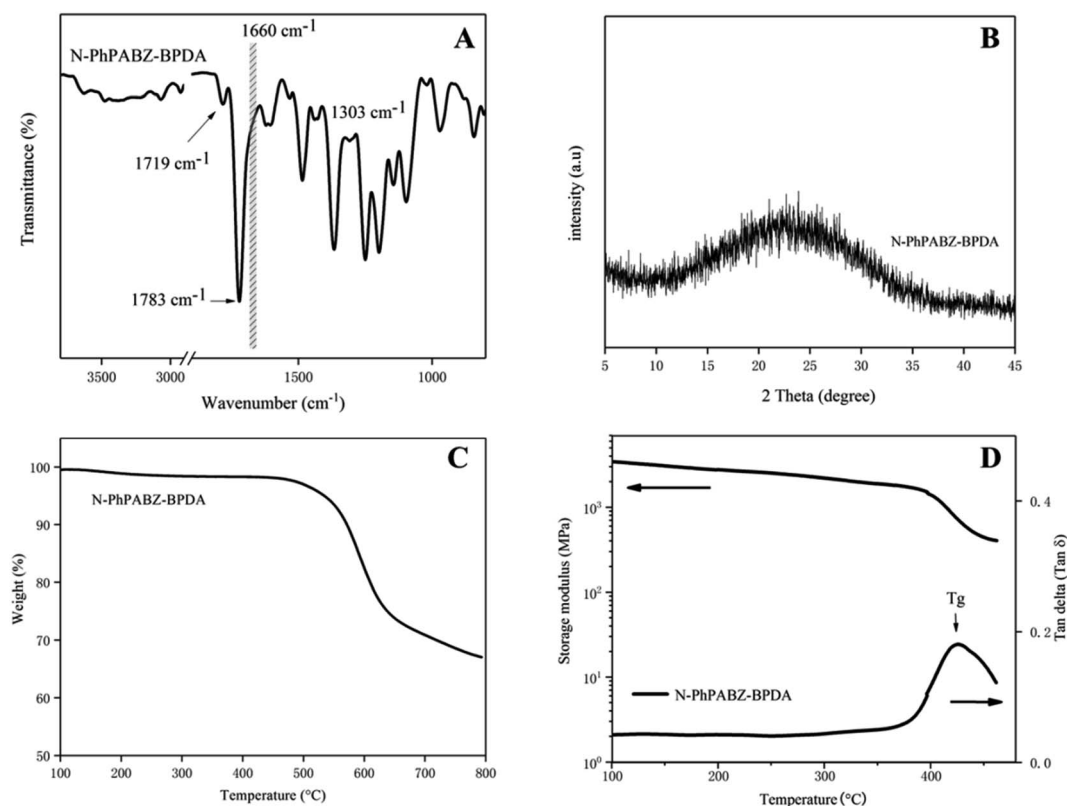 1660 cm-1
A
N-PhPABZ-BPDA
1303 cm-1
1719 cm-1
1783 cm-1
Transmittance (%)
3500 3000 1500 1000
Wavenumber (cm-1)
B
intensity (a.u)
N-PhPABZ-BPDA
5 10 15 20 25 30 35 40 45
2 Theta (degree)
C
100
90
80
70
60
50
N-PhPABZ-BPDA
Weight (%)
100 200 300 400 500 600 700 800
Temperature (°C)
D
103
102
101
100
Storage modulus (MPa)
0.4
0.2
0.0
Tan delta (Tan δ)
Tg
N-PhPABZ-BPDA
100 200 300 400
Temperature (°C)